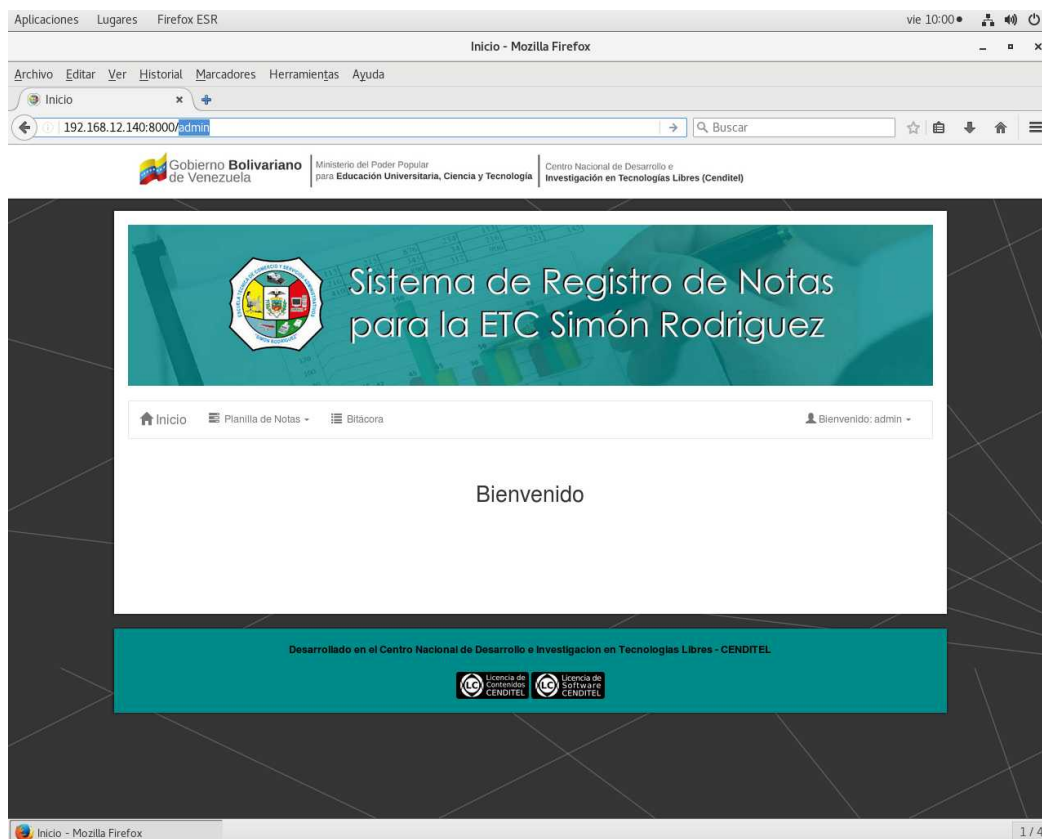 Aplicaciones Lugares Firefox ESR vie 10:00
Inicio - Mozilla Firefox
Archivo Editar Ver Historial Marcadores Herramientas Ayuda
Inicio
192.168.12.140:8000/admin Buscar
Gobierno Bolivariano
de Venezuela
Ministerio del Poder Popular
para Educación Universitaria, Ciencia y Tecnología
Centro Nacional de Desarrollo e
Investigación en Tecnologías Libres (Cenditel)
Sistema de Registro de Notas
para la ETC Simón Rodriguez
Inicio Planilla de Notas Bitácora Bienvenido: admin
Bienvenido
Desarrollado en el Centro Nacional de Desarrollo e Investigacion en Tecnologias Libres - CENDITEL
LC Licencia de
Contenidos
CENDITEL
LC Licencia de
Software
CENDITEL
Inicio - Mozilla Firefox 1 / 4